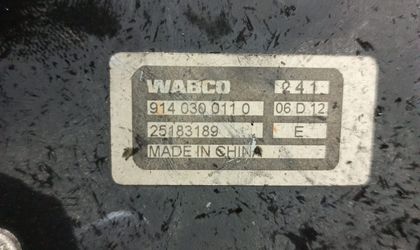 WABCO 241
914 030 011 0 06 D 12
25183189 E
MADE IN CHINA